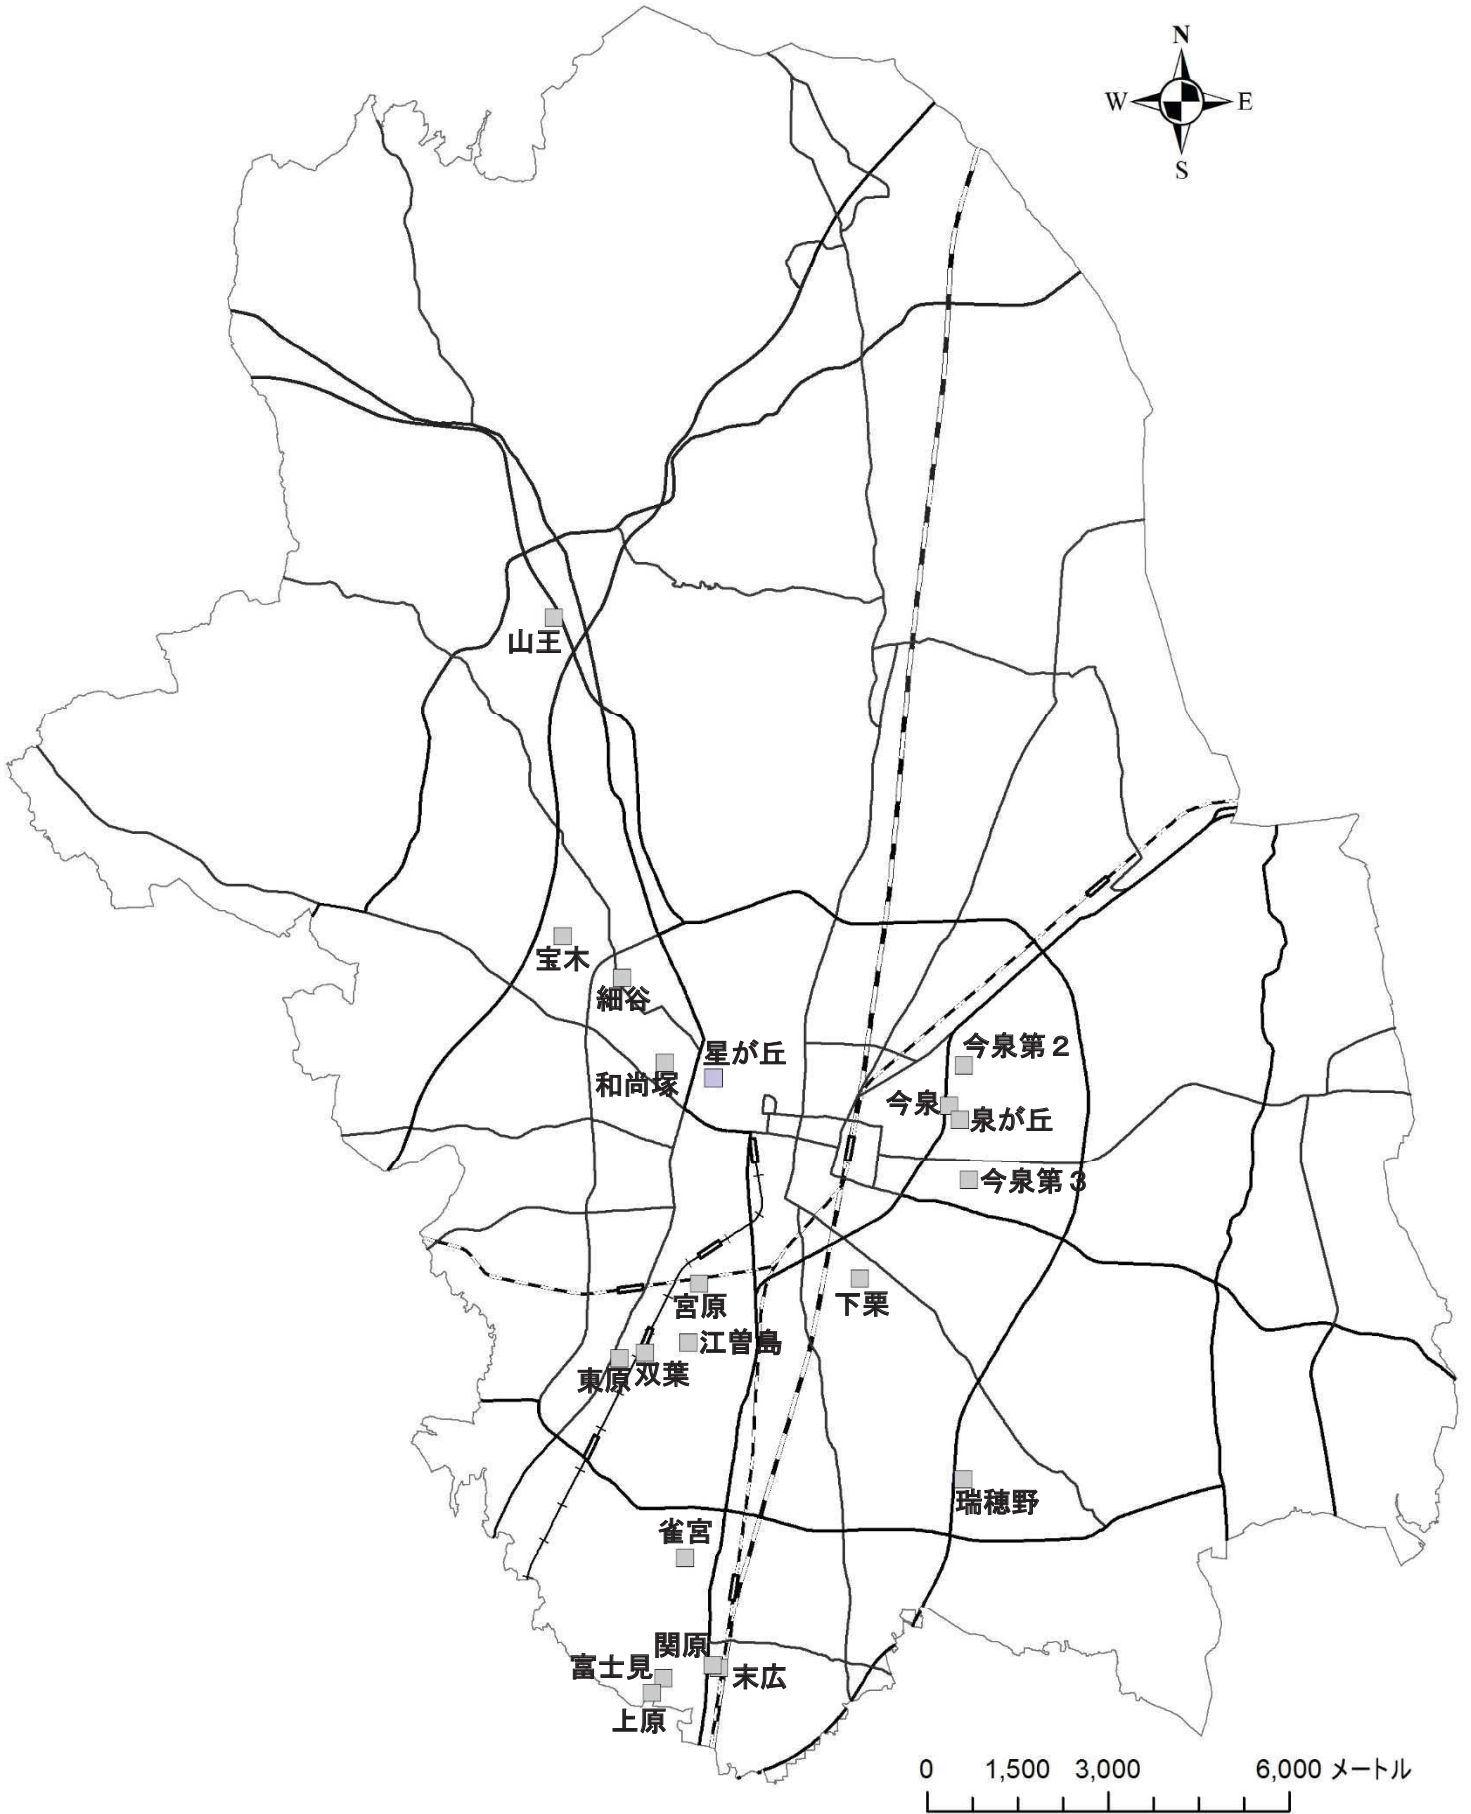 N
W E
S
山王
宝木
細谷
星が丘
和尚塚
今泉第２
今泉
泉が丘
今泉第３
宮原
下栗
江曽島
東原
双葉
瑞穂野
雀宮
関原
富士見
末広
上原
0 1,500 3,000 6,000 メートル